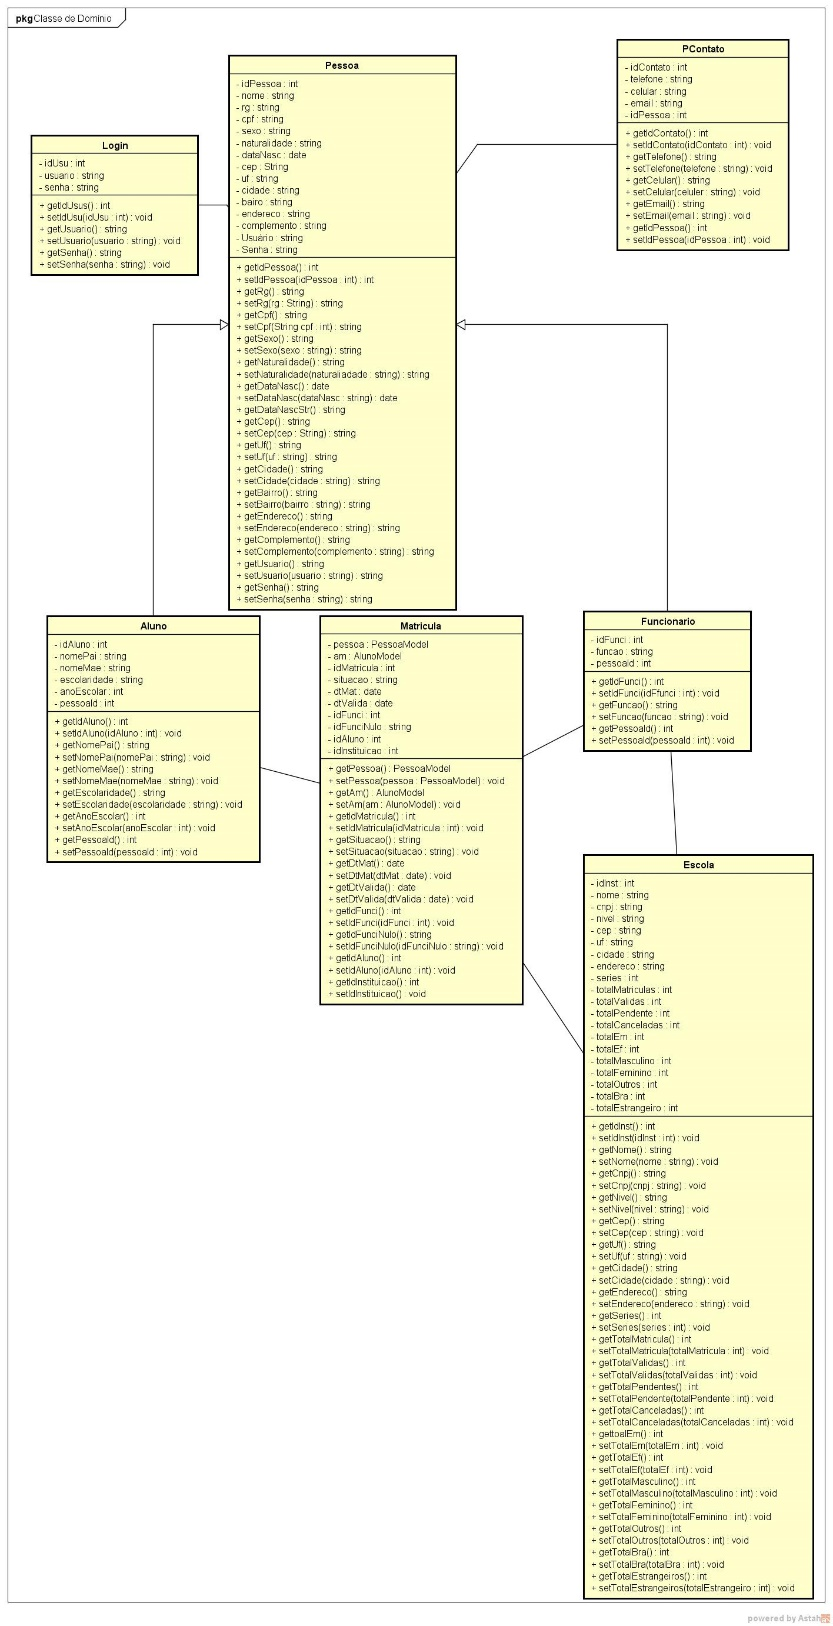 pkg Classe de Domínio
Pessoa
- idPessoa : int
- nome : string
- rg : string
- cpf : string
- sexo : string
- naturalidade : string
- dataNasc : date
- cep : String
- uf : string
- cidade : string
- bairo : string
- endereco : string
- complemento : string
- Usuário : string
- Senha : string
+ getIdPessoa() : int
+ setIdPessoa(idPessoa : int) : int
+ getRg() : string
+ setRg(rg : String) : string
+ getCpf() : string
+ setCpf(String cpf : int) : string
+ getSexo() : string
+ setSexo(sexo : string) : string
+ getNaturalidade() : string
+ setNaturalidade(naturaliadade : string) : string
+ getDataNasc() : date
+ setDataNasc(dataNasc : string) : date
+ getDataNascStr() : string
+ getCep() : string
+ setCep(cep : String) : string
+ getUf() : string
+ setUf(uf : string) : string
+ getCidade() : string
+ setCidade(cidade : string) : string
+ getBairro() : string
+ setBairro(bairro : string) : string
+ getEndereco() : string
+ setEndereco(endereco : string) : string
+ getComplemento() : string
+ setComplemento(complemento : string) : string
+ getUsuario() : string
+ setUsuario(usuario : string) : string
+ getSenha() : string
+ setSenha(senha : string) : string
PContato
- idContato : int
- telefone : string
- celular : string
- email : string
- idPessoa : int
+ getIdContato() : int
+ setIdContato(idContato : int) : void
+ getTelefone() : string
+ setTelefone(telefone : string) : void
+ getCelular() : string
+ setCelular(celuler : string) : void
+ getEmail() : string
+ setEmail(email : string) : void
+ getIdPessoa() : int
+ setIdPessoa(idPessoa : int) : void
Login
- idUsu : int
- usuario : string
- senha : string
+ getIdUsus() : int
+ setIdUsu(idUsu : int) : void
+ getUsuario() : string
+ setUsuario(usuario : string) : void
+ getSenha() : string
+ setSenha(senha : string) : void
Aluno
- idAluno : int
- nomePai : string
- nomeMae : string
- escolaridade : string
- anoEscolar : int
- pessoaId : int
+ getIdAluno() : int
+ setIdAluno(idAluno : int) : void
+ getNomePai() : string
+ setNomePai(nomePai : string) : void
+ getNomeMae() : string
+ setNomeMae(nomeMae : string) : void
+ getEscolaridade() : string
+ setEscolaridade(escolaridade : string) : void
+ getAnoEscolar() : int
+ setAnoEscolar(anoEscolar : int) : void
+ getPessoaId() : int
+ setPessoaId(pessoaId : int) : void
Matricula
- pessoa : PessoaModel
- am : AlunoModel
- idMatricula : int
- situacao : string
- dtMat : date
- dtValida : date
- idFunci : int
- idFunciNulo : string
- idAluno : int
- idInstituicao : int
+ getPessoa() : PessoaModel
+ setPessoa(pessoa : PessoaModel) : void
+ getAm() : AlunoModel
+ setAm(am : AlunoModel) : void
+ getIdMatricula() : int
+ setIdMatricula(idMatricula : int) : void
+ getSituacao() : string
+ setSituacao(situacao : string) : void
+ getDtMat() : date
+ setDtMat(dtMat : date) : void
+ getDtValida() : date
+ setDtValida(dtValida : date) : void
+ getIdFunci() : int
+ setIdFunci(idFunci : int) : void
+ getIdFunciNulo() : string
+ setIdFunciNulo(idFunciNulo : string) : void
+ getIdAluno() : int
+ setIdAluno(idAluno : int) : void
+ getIdInstituicao() : int
+ setIdInstituicao() : void
Funcionario
- idFunci : int
- funcao : string
- pessoaId : int
+ getIdFunci() : int
+ setIdFunci(idFfunci : int) : void
+ getFuncao() : string
+ setFuncao(funcao : string) : void
+ getPessoaId() : int
+ setPessoaId(pessoaId : int) : void
Escola
- idInst : int
- nome : string
- cnpj : string
- nivel : string
- cep : string
- uf : string
- cidade : string
- endereco : string
- series : int
- totalMatriculas : int
- totalValidas : int
- totalPendente : int
- totalCanceladas : int
- totalEm : int
- totalEf : int
- totalMasculino : int
- totalFeminino : int
- totalOutros : int
- totalBra : int
- totalEstrangeiro : int
+ getIdInst() : int
+ setIdInst(idInst : int) : void
+ getNome() : string
+ setNome(nome : string) : void
+ getCnpj() : string
+ setCnpj(cnpj : string) : void
+ getNivel() : string
+ setNivel(nivel : string) : void
+ getCep() : string
+ setCep(cep : string) : void
+ getUf() : string
+ setUf(uf : string) : void
+ getCidade() : string
+ setCidade(cidade : string) : void
+ getEndereco() : string
+ setEndereco(endereco : string) : void
+ getSeries() : int
+ setSeries(series : int) : void
+ getTotalMatricula() : int
+ setTotalMatricula(totalMatricula : int) : void
+ getTotalValidas() : int
+ setTotalValidas(totalValidas : int) : void
+ getTotalPendentes() : int
+ setTotalPendente(totalPendente : int) : void
+ getTotalCanceladas() : int
+ setTotalCanceladas(totalCanceladas : int) : void
+ gettoalEm() : int
+ setTotalEm(totalEm : int) : void
+ getTotalEf() : int
+ setTotalEf(totalEf : int) : void
+ getTotalMasculino() : int
+ setTotalMasculino(totalMasculino : int) : void
+ getTotalFeminino() : int
+ setTotalFeminino(totalFeminino : int) : void
+ getTotalOutros() : int
+ setTotalOutros(totalOutros : int) : void
+ getTotalBra() : int
+ setTotalBra(totalBra : int) : void
+ getTotalEstrangeiros() : int
+ setTotalEstrangeiros(totalEstrangeiro : int) : void
powered by Astah